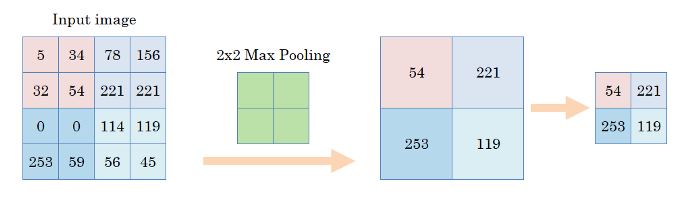 Input image
5 34 78 156
32 54 221 221
0 0 114 119
253 59 56 45
2x2 Max Pooling
54 221
253 119
54 221
253 119